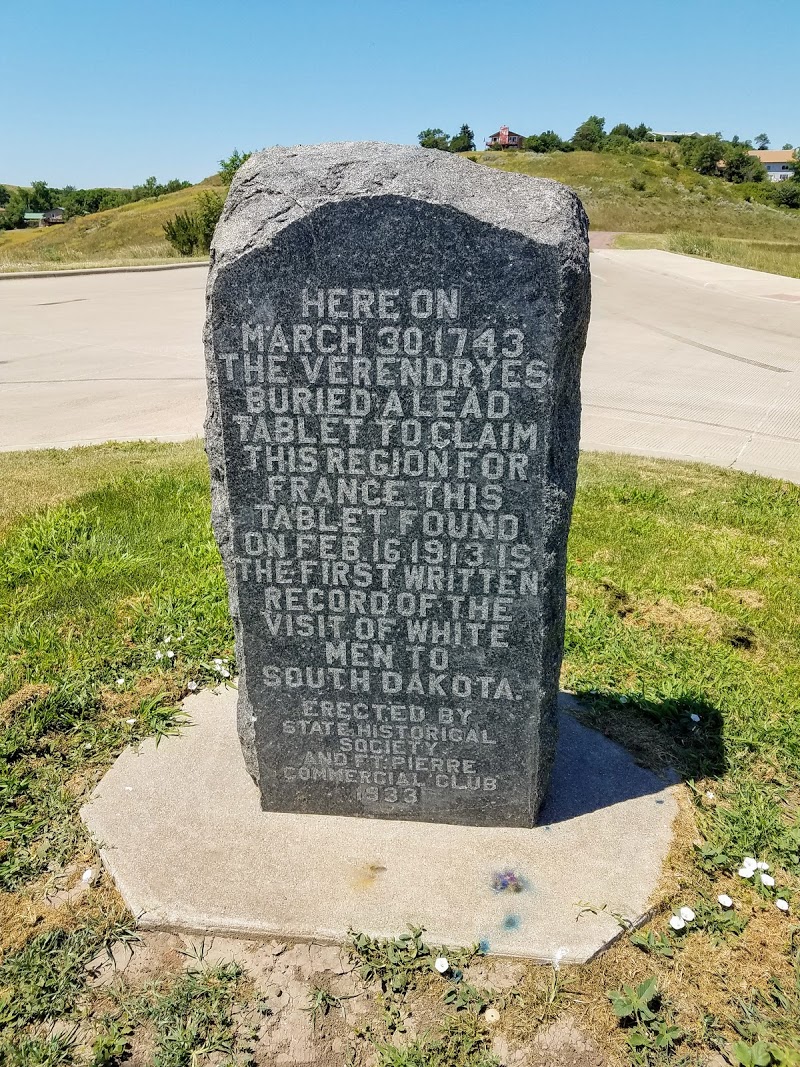 HERE ON
MARCH 30 1743
THE VERENDRYES
BURIED A LEAD
TABLET TO CLAIM
THIS REGION FOR
FRANCE THIS
TABLET FOUND
ON FEB. 16, 1913. IS
THE FIRST WRITTEN
RECORD OF THE
VISIT OF WHITE
MEN TO
SOUTH DAKOTA.
ERECTED BY
STATE HISTORICAL
SOCIETY
AND FT. PIERRE
COMMERCIAL CLUB
1933